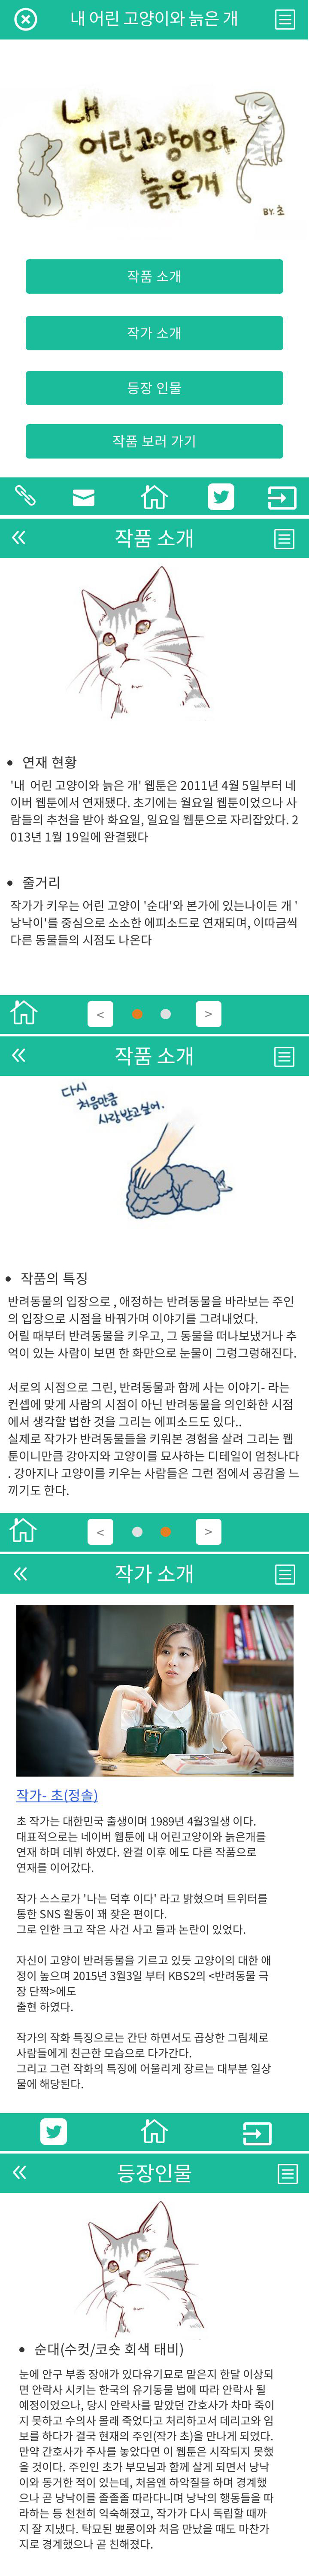 내 어린 고양이와 늙은 개
내
어린고양이와
늙은개
BY. 초
작품 소개
작가 소개
등장 인물
작품 보러 가기
작품 소개
• 연재 현황
'내  어린 고양이와 늙은 개' 웹툰은 2011년 4월 5일부터 네
이버 웹툰에서 연재됐다. 초기에는 월요일 웹툰이었으나 사
람들의 추천을 받아 화요일, 일요일 웹툰으로 자리잡았다. 2
013년 1월 19일에 완결됐다
• 줄거리
작가가 키우는 어린 고양이 '순대'와 본가에 있는나이든 개 '
낭낙이'를 중심으로 소소한 에피소드로 연재되며, 이따금씩
다른 동물들의 시점도 나온다
< >
작품 소개
다시
처음만큼
사랑받고싶어.
• 작품의 특징
반려동물의 입장으로 , 애정하는 반려동물을 바라보는 주인
의 입장으로 시점을 바꿔가며 이야기를 그려내었다.
어릴 때부터 반려동물을 키우고, 그 동물을 떠나보냈거나 추
억이 있는 사람이 보면 한 화만으로 눈물이 그렁그렁해진다.
서로의 시점으로 그린, 반려동물과 함께 사는 이야기- 라는
컨셉에 맞게 사람의 시점이 아닌 반려동물을 의인화한 시점
에서 생각할 법한 것을 그리는 에피소드도 있다..
실제로 작가가 반려동물들을 키워본 경험을 살려 그리는 웹
툰이니만큼 강아지와 고양이를 묘사하는 디테일이 엄청나다
. 강아지나 고양이를 키우는 사람들은 그런 점에서 공감을 느
끼기도 한다.
< >
작가 소개
작가- 초(정솔)
초 작가는 대한민국 출생이며 1989년 4월3일생 이다.
대표적으로는 네이버 웹툰에 내 어린고양이와 늙은개를
연재 하며 데뷔 하였다. 완결 이후 에도 다른 작품으로
연재를 이어갔다.
작가 스스로가 '나는 덕후 이다' 라고 밝혔으며 트위터를
통한 SNS 활동이 꽤 잦은 편이다.
그로 인한 크고 작은 사건 사고 들과 논란이 있었다.
자신이 고양이 반려동물을 기르고 있듯 고양이의 대한 애
정이 높으며 2015년 3월3일 부터 KBS2의 <반려동물 극
장 단짝>에도
출현 하였다.
작가의 작화 특징으로는 간단 하면서도 곱상한 그림체로
사람들에게 친근한 모습으로 다가간다.
그리고 그런 작화의 특징에 어울리게 장르는 대부분 일상
물에 해당된다.
등장인물
• 순대(수컷/코숏 회색 태비)
눈에 안구 부종 장애가 있다유기묘로 맡은지 한달 이상되
면 안락사 시키는 한국의 유기동물 법에 따라 안락사 될
예정이었으나, 당시 안락사를 맡았던 간호사가 차마 죽이
지 못하고 수의사 몰래 죽었다고 처리하고서 데리고와 임
보를 하다가 결국 현재의 주인(작가 초)을 만나게 되었다.
만약 간호사가 주사를 놓았다면 이 웹툰은 시작되지 못했
을 것이다. 주인인 초가 부모님과 함께 살게 되면서 낭낙
이와 동거한 적이 있는데, 처음엔 하악질을 하며 경계했
으나 곧 낭낙이를 졸졸졸 따라다니며 낭낙의 행동들을 따
라하는 등 천천히 익숙해졌고, 작가가 다시 독립할 때까
지 잘 지냈다. 탁묘된 뾰롱이와 처음 만났을 때도 마찬가
지로 경계했으나 곧 친해졌다.